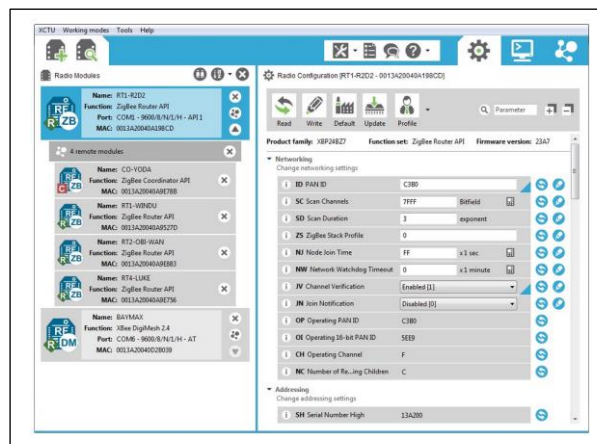 XCTU Working modes Tools Help
Radio Modules
Name: RT1-R2D2
Function: ZigBee Router API
Port: COM1 - 9600/8/N/1/H - API 1
MAC: 0013A20040A198CD
4 remote modules
Name: CO-YODA
Function: ZigBee Coordinator API
MAC: 0013A20040A9E78B
Name: RT1-WINDU
Function: ZigBee Router API
MAC: 0013A20040A9527D
Name: RT2-OBI-WAN
Function: ZigBee Router API
MAC: 0013A20040A9EBB3
Name: RT4-LUKE
Function: ZigBee Router API
MAC: 0013A20040A9E756
Name: BAYMAX
Function: XBee DigiMesh 2.4
Port: COM6 - 9600/8/N/1/H - AT
MAC: 0013A20040D2B039
Radio Configuration [RT1-R2D2 - 0013A20040A198CD]
Read Write Default Update Profile
Parameter
Product family: XBP24BZ7 Function set: ZigBee Router API Firmware version: 23A7
Networking
Change networking settings
ID PAN ID C3B0
SC Scan Channels 7FFF Bitfield
SD Scan Duration 3 exponent
ZS ZigBee Stack Profile 0
NJ Node Join Time FF x 1 sec
NW Network Watchdog Timeout 0 x 1 minute
JV Channel Verification Enabled [1]
JN Join Notification Disabled [0]
OP Operating PAN ID C3B0
OI Operating 16-bit PAN ID 5EE9
CH Operating Channel F
NC Number of Re...ing Children C
Addressing
Change addressing settings
SH Serial Number High 13A200